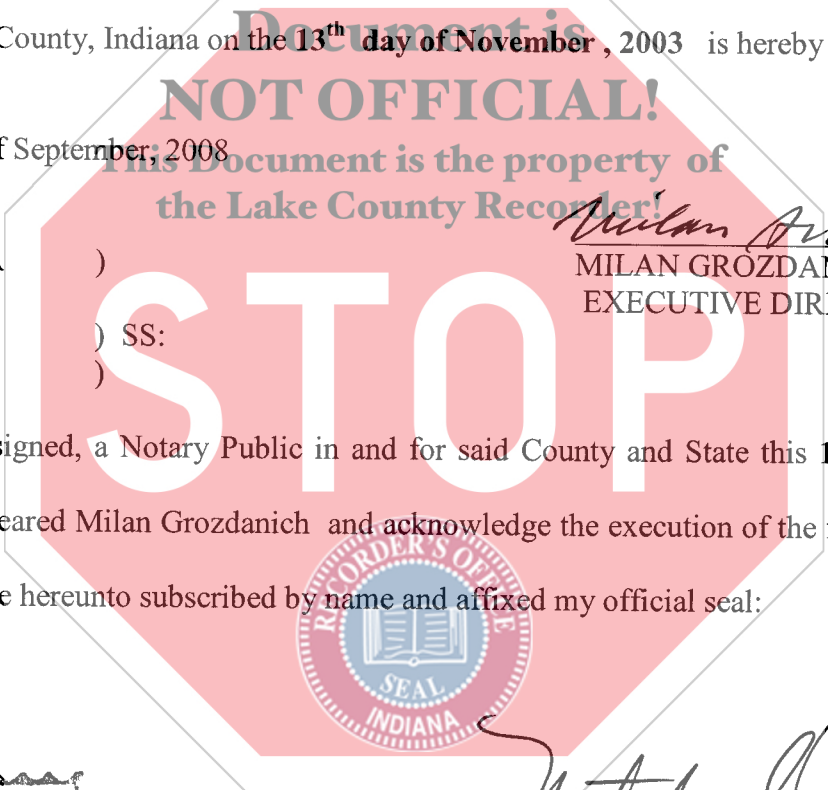 County, Indiana on the 13th day of November , 2003 is hereby
Document is
NOT OFFICIAL!
f September, 2008
This Document is the property of
the Lake County Recorder!
Milan
)
MILAN GROZDAN
EXECUTIVE DIR
) SS:
)
STOP
signed, a Notary Public in and for said County and State this 1
eared Milan Grozdanich and acknowledge the execution of the
e hereunto subscribed by name and affixed my official seal:
RECORDER'S OFFICE
SEAL
INDIANA